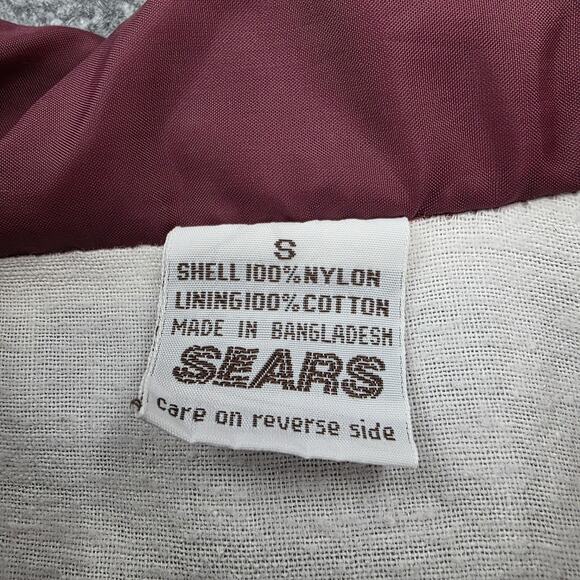 S
SHELL 100% NYLON
LINING 100% COTTON
MADE IN BANGLADESH
SEARS
care on reverse side